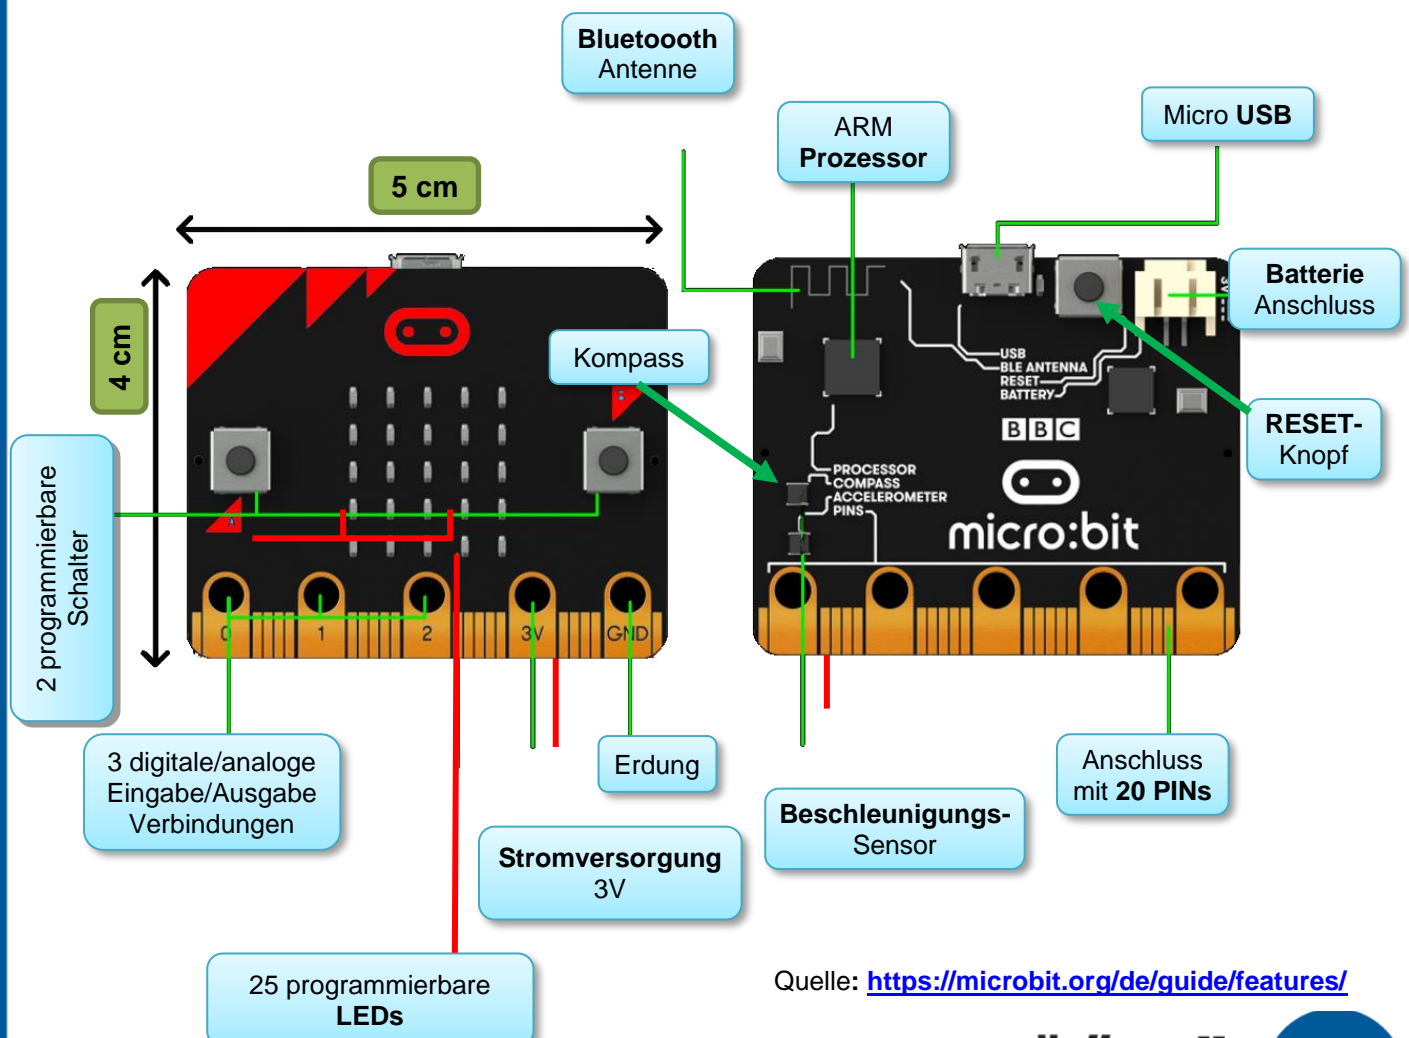 Bluetoooth
Antenne
ARM
Prozessor
Micro USB
5 cm
4 cm
Batterie
Anschluss
Kompass
RESET-
Knopf
2 programmierbare
Schalter
A
B
0
1
2
3V
GND
3V
USB
BLE ANTENNA
RESET
BATTERY
BBC
PROCESSOR
COMPASS
ACCELEROMETER
PINS
micro:bit
3 digitale/analoge
Eingabe/Ausgabe
Verbindungen
Erdung
Stromversorgung
3V
Beschleunigungs-
Sensor
Anschluss
mit 20 PINs
25 programmierbare
LEDs
Quelle: https://microbit.org/de/guide/features/